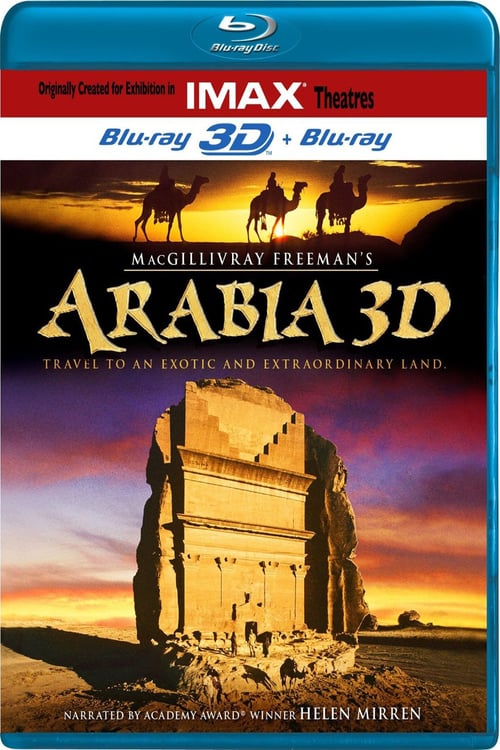 Blu-ray Disc
Originally Created for Exhibition in IMAX® Theatres
Blu-ray 3D™ + Blu-ray
MacGillivray Freeman's
ARABIA 3D
TRAVEL TO AN EXOTIC AND EXTRAORDINARY LAND.
NARRATED BY ACADEMY AWARD® WINNER HELEN MIRREN